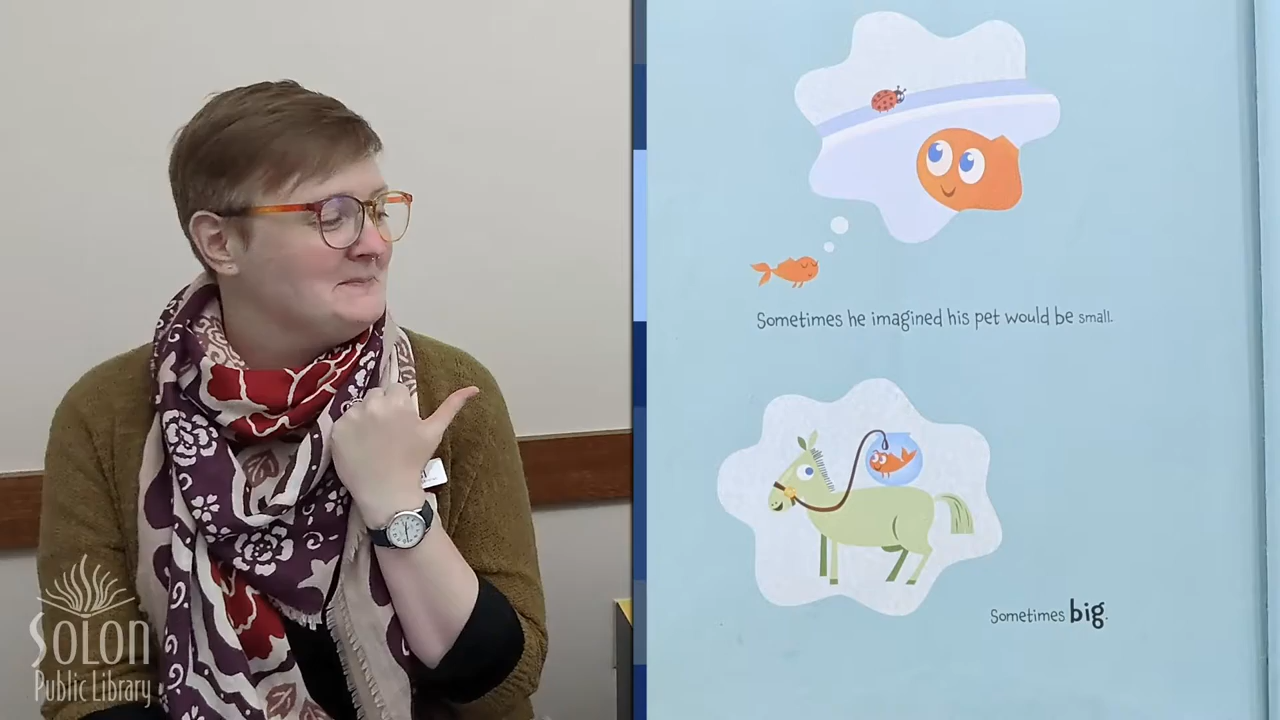 Sometimes he imagined his pet would be small.
Sometimes big.
SOLON
Public Library